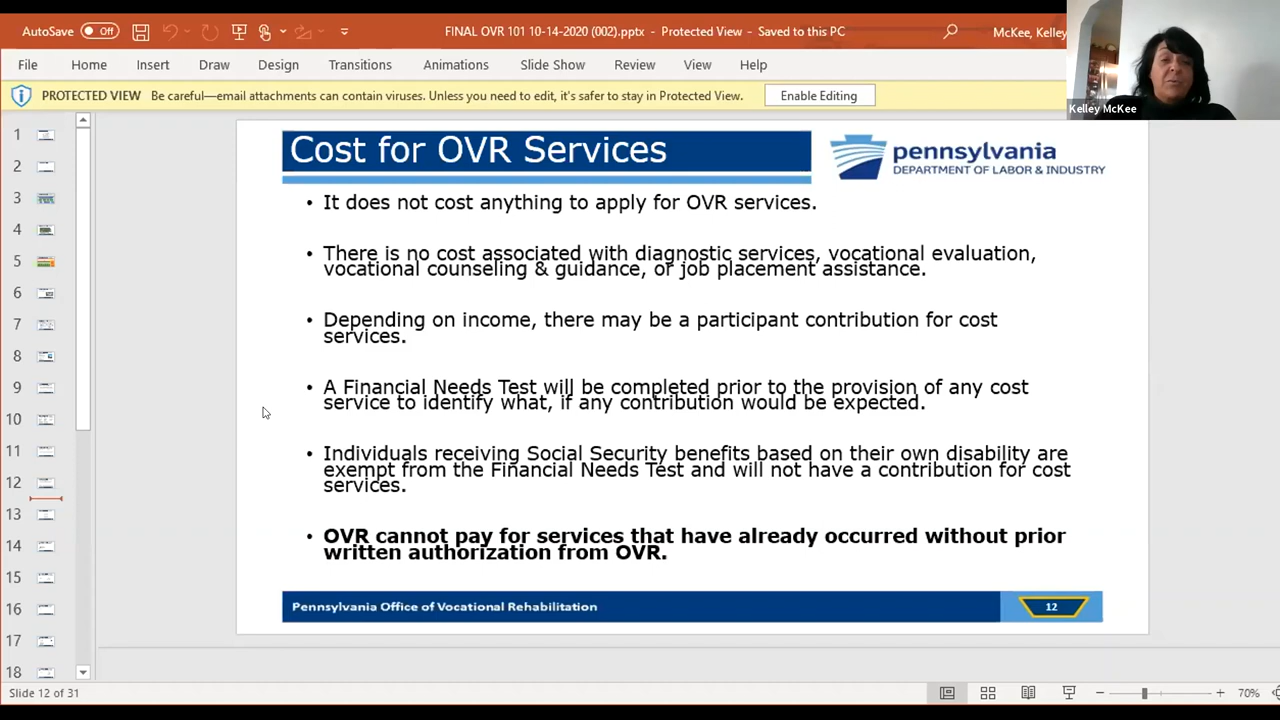 AutoSave Off FINAL OVR 101 10-14-2020 (002).pptx - Protected View - Saved to this PC McKee, Kelley
File Home Insert Draw Design Transitions Animations Slide Show Review View Help
Kelley McKee
PROTECTED VIEW Be careful—email attachments can contain viruses. Unless you need to edit, it's safer to stay in Protected View. Enable Editing
1
2
3
4
5
6
7
8
9
10
11
12
13
14
15
16
17
18
Cost for OVR Services
pennsylvania
DEPARTMENT OF LABOR & INDUSTRY
• It does not cost anything to apply for OVR services.
• There is no cost associated with diagnostic services, vocational evaluation,
vocational counseling & guidance, or job placement assistance.
• Depending on income, there may be a participant contribution for cost
services.
• A Financial Needs Test will be completed prior to the provision of any cost
service to identify what, if any contribution would be expected.
• Individuals receiving Social Security benefits based on their own disability are
exempt from the Financial Needs Test and will not have a contribution for cost
services.
• OVR cannot pay for services that have already occurred without prior
written authorization from OVR.
Pennsylvania Office of Vocational Rehabilitation 12
Slide 12 of 31 70%